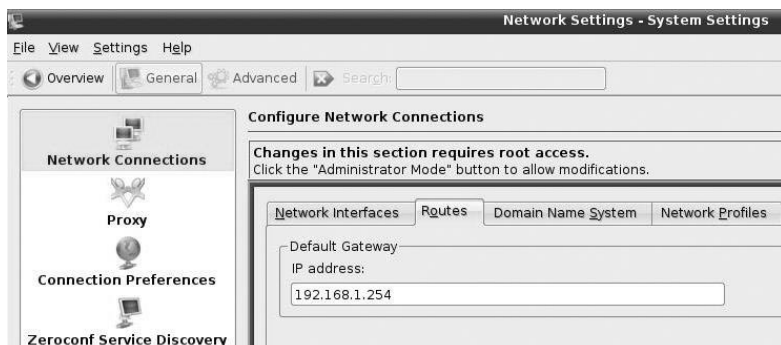 Network Settings - System Settings
File View Settings Help
Overview General Advanced Search:
Configure Network Connections
Changes in this section requires root access.
Click the "Administrator Mode" button to allow modifications.
Network Connections
Proxy
Connection Preferences
Zeroconf Service Discovery
Network Interfaces Routes Domain Name System Network Profiles
Default Gateway
IP address:
192.168.1.254